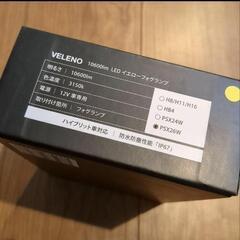 VELENO 10600lm LED イエローフォグランプ
明るさ : 10600lm
色温度 : 3150k
電源 : 12V 車専用
取り付け箇所 : フォグランプ
H8/H11/H16
HB4
PSX24W
PSX26W
ハイブリット車対応 / 防水防塵性能「IP67」